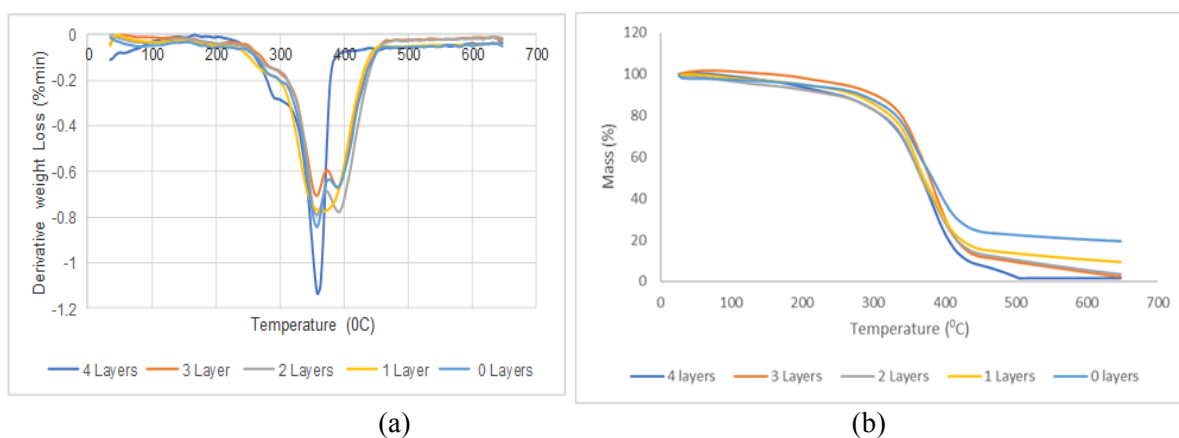 0
0 100 200 300 400 500 600 700
-0.2
-0.4
-0.6
-0.8
-1
-1.2
Derivative weight Loss (%min)
Temperature (0C)
4 Layers 3 Layer 2 Layers 1 Layer 0 Layers
(a)
120
100
80
60
40
20
0
Mass (%)
0 100 200 300 400 500 600 700
Temperature (⁰C)
4 layers 3 Layers 2 Layers 1 Layers 0 layers
(b)